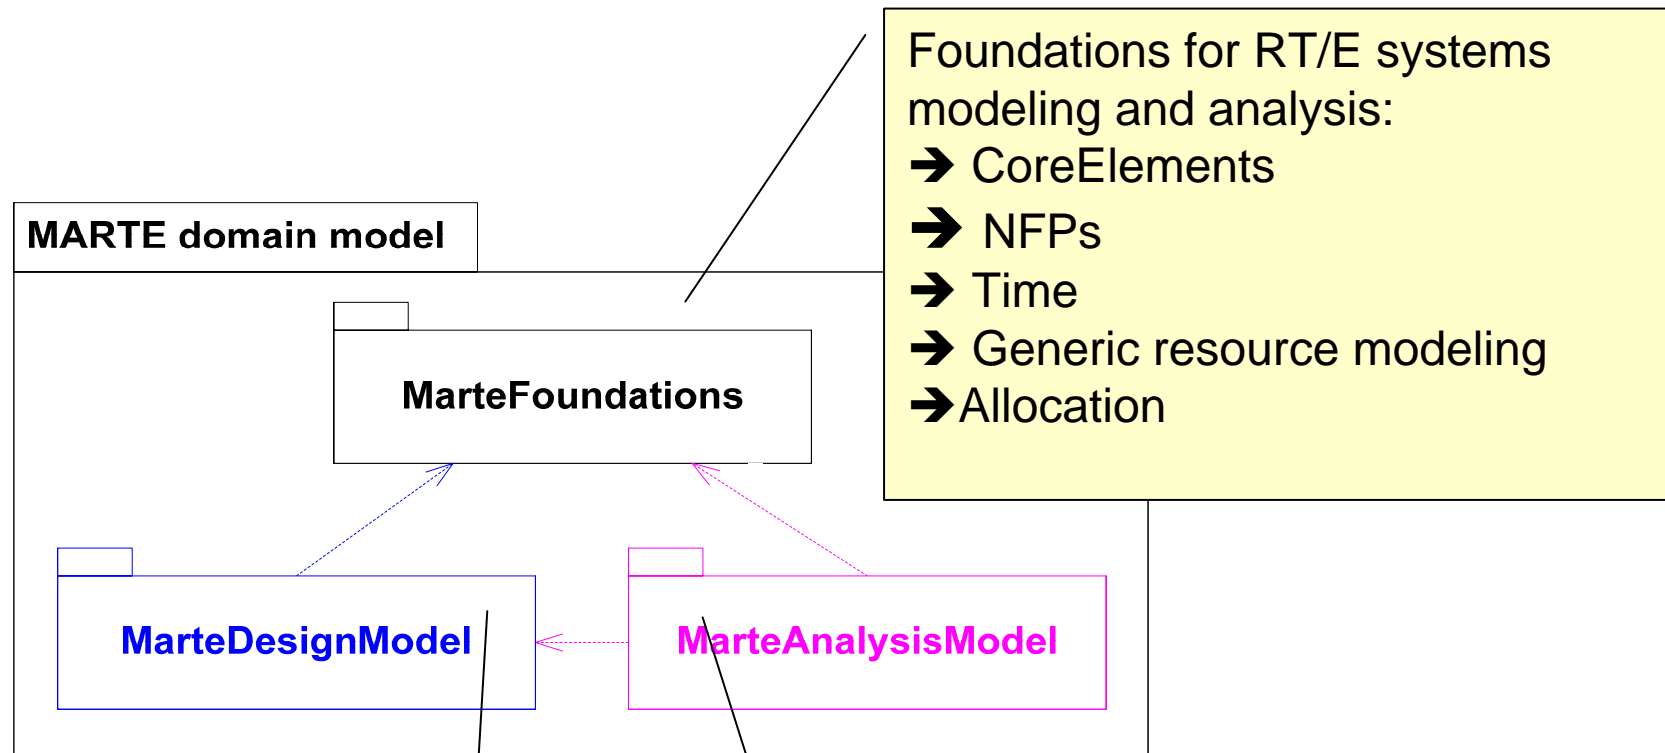 Foundations for RT/E systems
modeling and analysis:
➔ CoreElements
➔ NFPs
➔ Time
➔ Generic resource modeling
➔Allocation
MARTE domain model
MarteFoundations
MarteDesignModel
MarteAnalysisModel